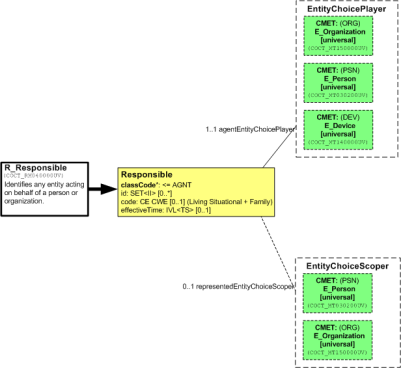 EntityChoicePlayer
CMET: (ORG)
E_Organization
[universal]
(COCT_MT150000UV)
CMET: (PSN)
E_Person
[universal]
(COCT_MT030200UV)
CMET: (DEV)
E_Device
[universal]
(COCT_MT140000UV)
1..1 agentEntityChoicePlayer
R_Responsible
(COCT_RM040000UV)
Identifies any entity acting
on behalf of a person or
organization.
Responsible
classCode*: <= AGNT
id: SET<II> [0..*]
code: CE CWE [0..1] (Living Situational + Family)
effectiveTime: IVL<TS> [0..1]
0..1 representedEntityChoiceScoper
EntityChoiceScoper
CMET: (PSN)
E_Person
[universal]
(COCT_MT030200UV)
CMET: (ORG)
E_Organization
[universal]
(COCT_MT150000UV)